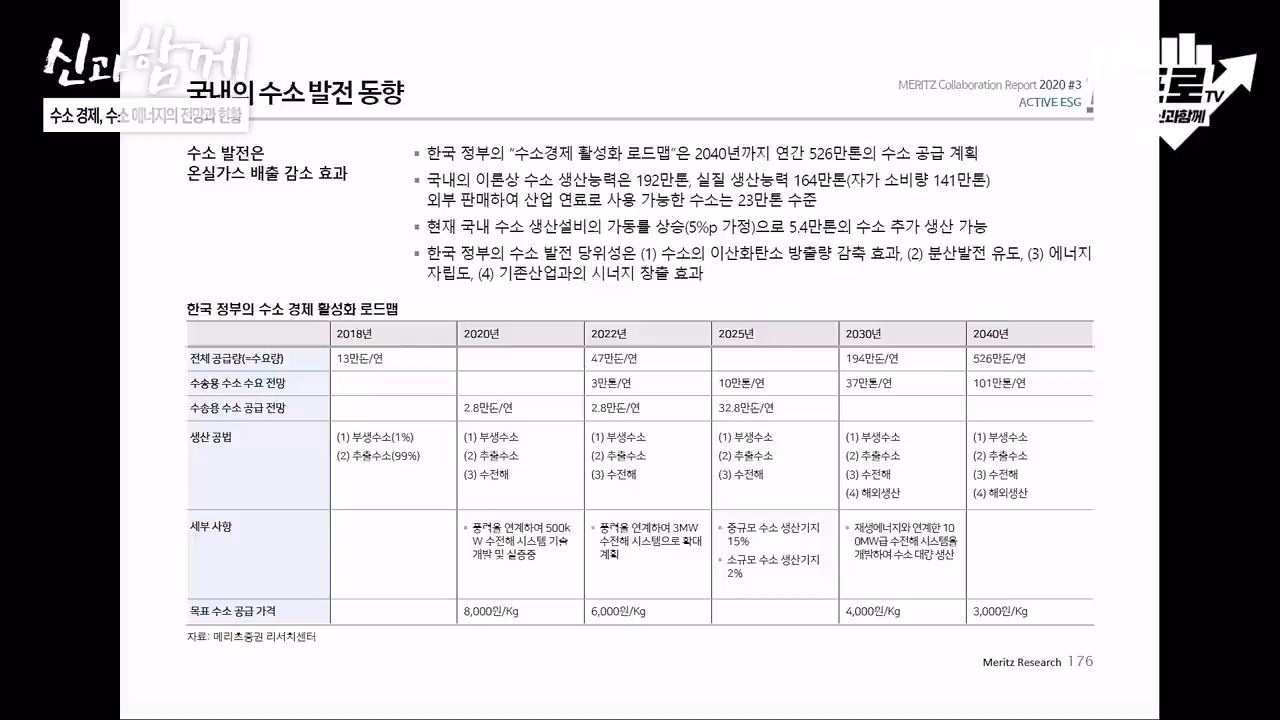 신과함께
수소 경제, 수소 에너지의 전망과 현황
로TV
신과함께
국내의 수소 발전 동향
MERITZ Collaboration Report 2020 #3
ACTIVE ESG
수소 발전은
온실가스 배출 감소 효과
▪ 한국 정부의 “수소경제 활성화 로드맵”은 2040년까지 연간 526만톤의 수소 공급 계획
▪ 국내의 이론상 수소 생산능력은 192만톤, 실질 생산능력 164만톤(자가 소비량 141만톤)
외부 판매하여 산업 연료로 사용 가능한 수소는 23만톤 수준
▪ 현재 국내 수소 생산설비의 가동률 상승(5%p 가정)으로 5.4만톤의 수소 추가 생산 가능
▪ 한국 정부의 수소 발전 당위성은 (1) 수소의 이산화탄소 방출량 감축 효과, (2) 분산발전 유도, (3) 에너지
자립도, (4) 기존산업과의 시너지 창출 효과
한국 정부의 수소 경제 활성화 로드맵
2018년 2020년 2022년 2025년 2030년 2040년
전체 공급량(=수요량) 13만톤/연 47만톤/연 194만톤/연 526만톤/연
수송용 수소 수요 전망 3만톤/연 10만톤/연 37만톤/연 101만톤/연
수송용 수소 공급 전망 2.8만톤/연 2.8만톤/연 32.8만톤/연
생산 공법 (1) 부생수소(1%) (1) 부생수소 (1) 부생수소 (1) 부생수소 (1) 부생수소 (1) 부생수소
(2) 추출수소(99%) (2) 추출수소 (2) 추출수소 (2) 추출수소 (2) 추출수소 (2) 추출수소
(3) 수전해 (3) 수전해 (3) 수전해 (3) 수전해 (3) 수전해
(4) 해외생산 (4) 해외생산
세부 사항 ▪ 풍력을 연계하여 500k ▪ 풍력을 연계하여 3MW ▪ 중규모 수소 생산기지 ▪ 재생에너지와 연계한 10
W 수전해 시스템 기술 수전해 시스템으로 확대 15% 0MW급 수전해 시스템을
개발 및 실증중 계획 ▪ 소규모 수소 생산기지 개발하여 수소 대량 생산
2%
목표 수소 공급 가격 8,000원/Kg 6,000원/Kg 4,000원/Kg 3,000원/Kg
자료: 메리츠증권 리서치센터
Meritz Research 176